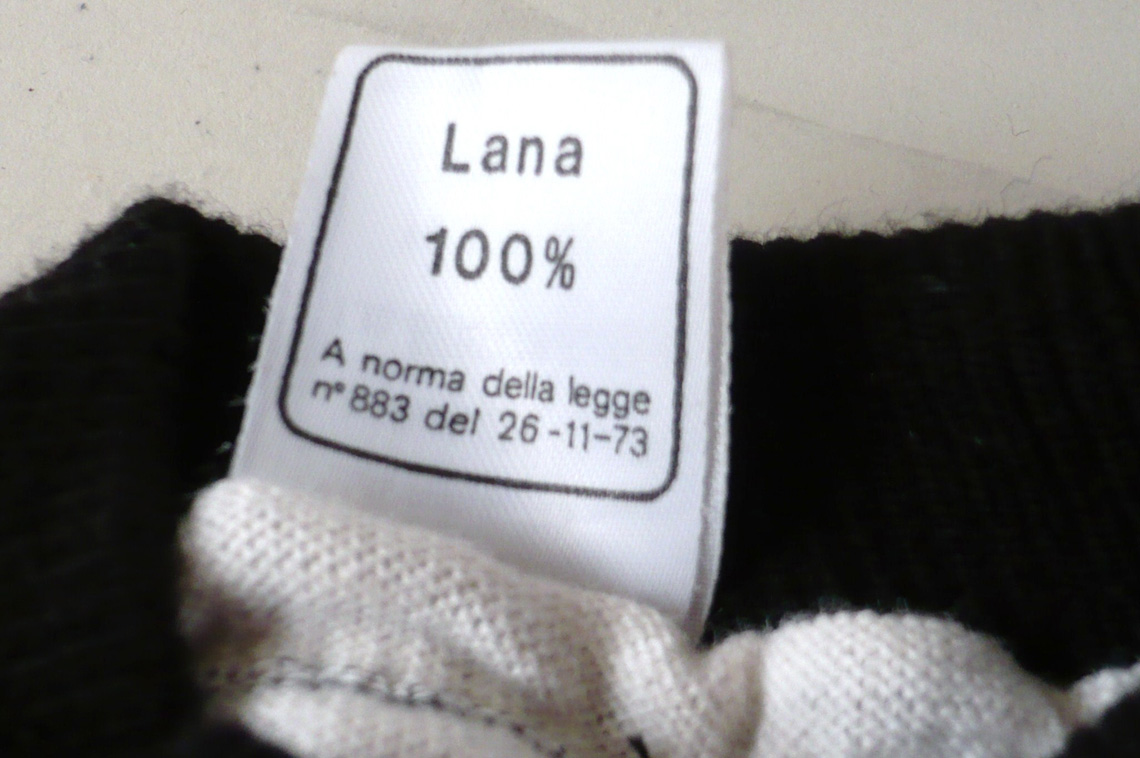 Lana
100%
A norma della legge
n° 883 del 26-11-73